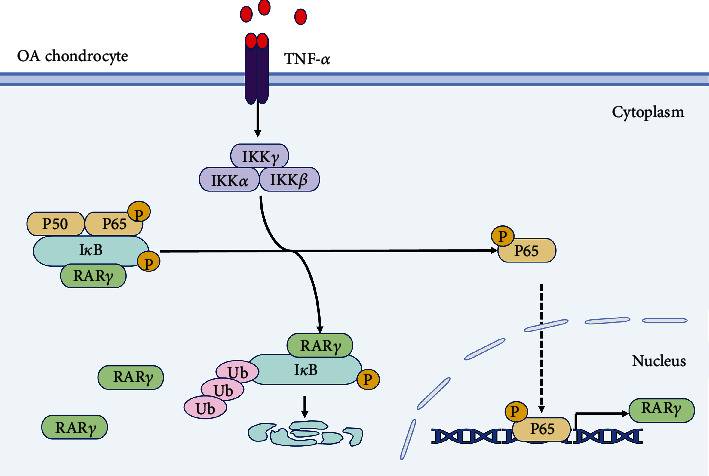 OA chondrocyte
TNF-α
Cytoplasm
IKKγ
IKKα
IKKβ
P50
P65
P
IκB
P
RARγ
P
P65
RARγ
Ub
IκB
P
Ub
Ub
RARγ
RARγ
Nucleus
P
P65
RARγ